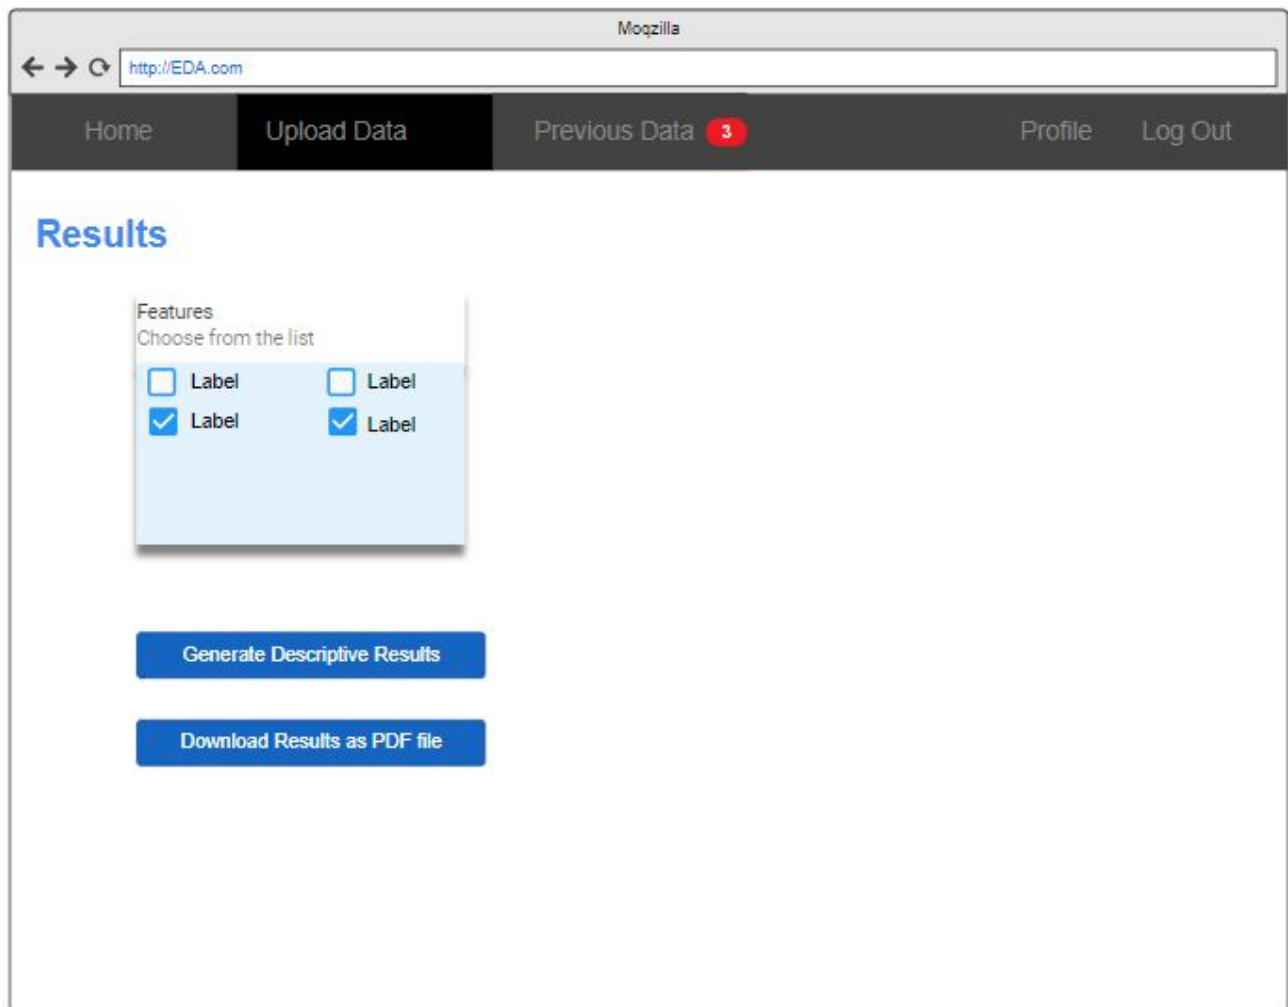 Moqzilla
http://EDA.com
Home Upload Data Previous Data 3 Profile Log Out
Results
Features
Choose from the list
Label Label
Label Label
Generate Descriptive Results
Download Results as PDF file